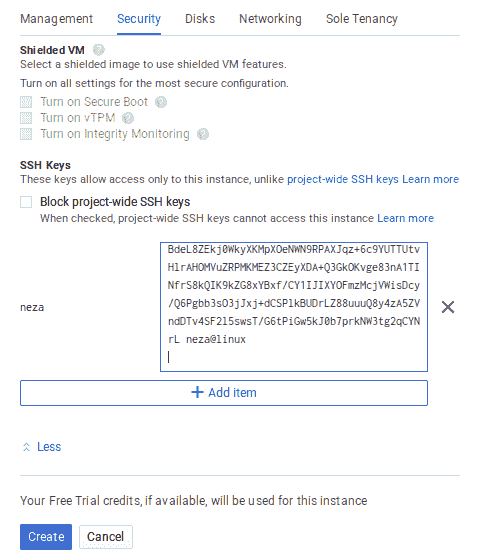 Management Security Disks Networking Sole Tenancy
Shielded VM
Select a shielded image to use shielded VM features.
Turn on all settings for the most secure configuration.
Turn on Secure Boot
Turn on vTPM
Turn on Integrity Monitoring
SSH Keys
These keys allow access only to this instance, unlike project-wide SSH keys Learn more
Block project-wide SSH keys
When checked, project-wide SSH keys cannot access this instance Learn more
BdeL8ZEkj0WkyXKMpXOeNWN9RPAXJqz+6c9YUTTUtv
HlrAHOMVuZRPMKMEZ3CZEyXDA+Q3GkOKvge83nA1TI
NfrS8kQIK9kZG8xYBxf/CY1IJIXYOFmzMcjVWisDcy
/Q6Pgbb3sO3jJxj+dCSPlkBUDrLZ88uuuQ8y4zA5ZV
ndDTv4SF2l5swsT/G6tPiGw5kJ0b7prkNW3tg2qCYN
rL neza@linux
neza
+ Add item
Less
Your Free Trial credits, if available, will be used for this instance
Create Cancel